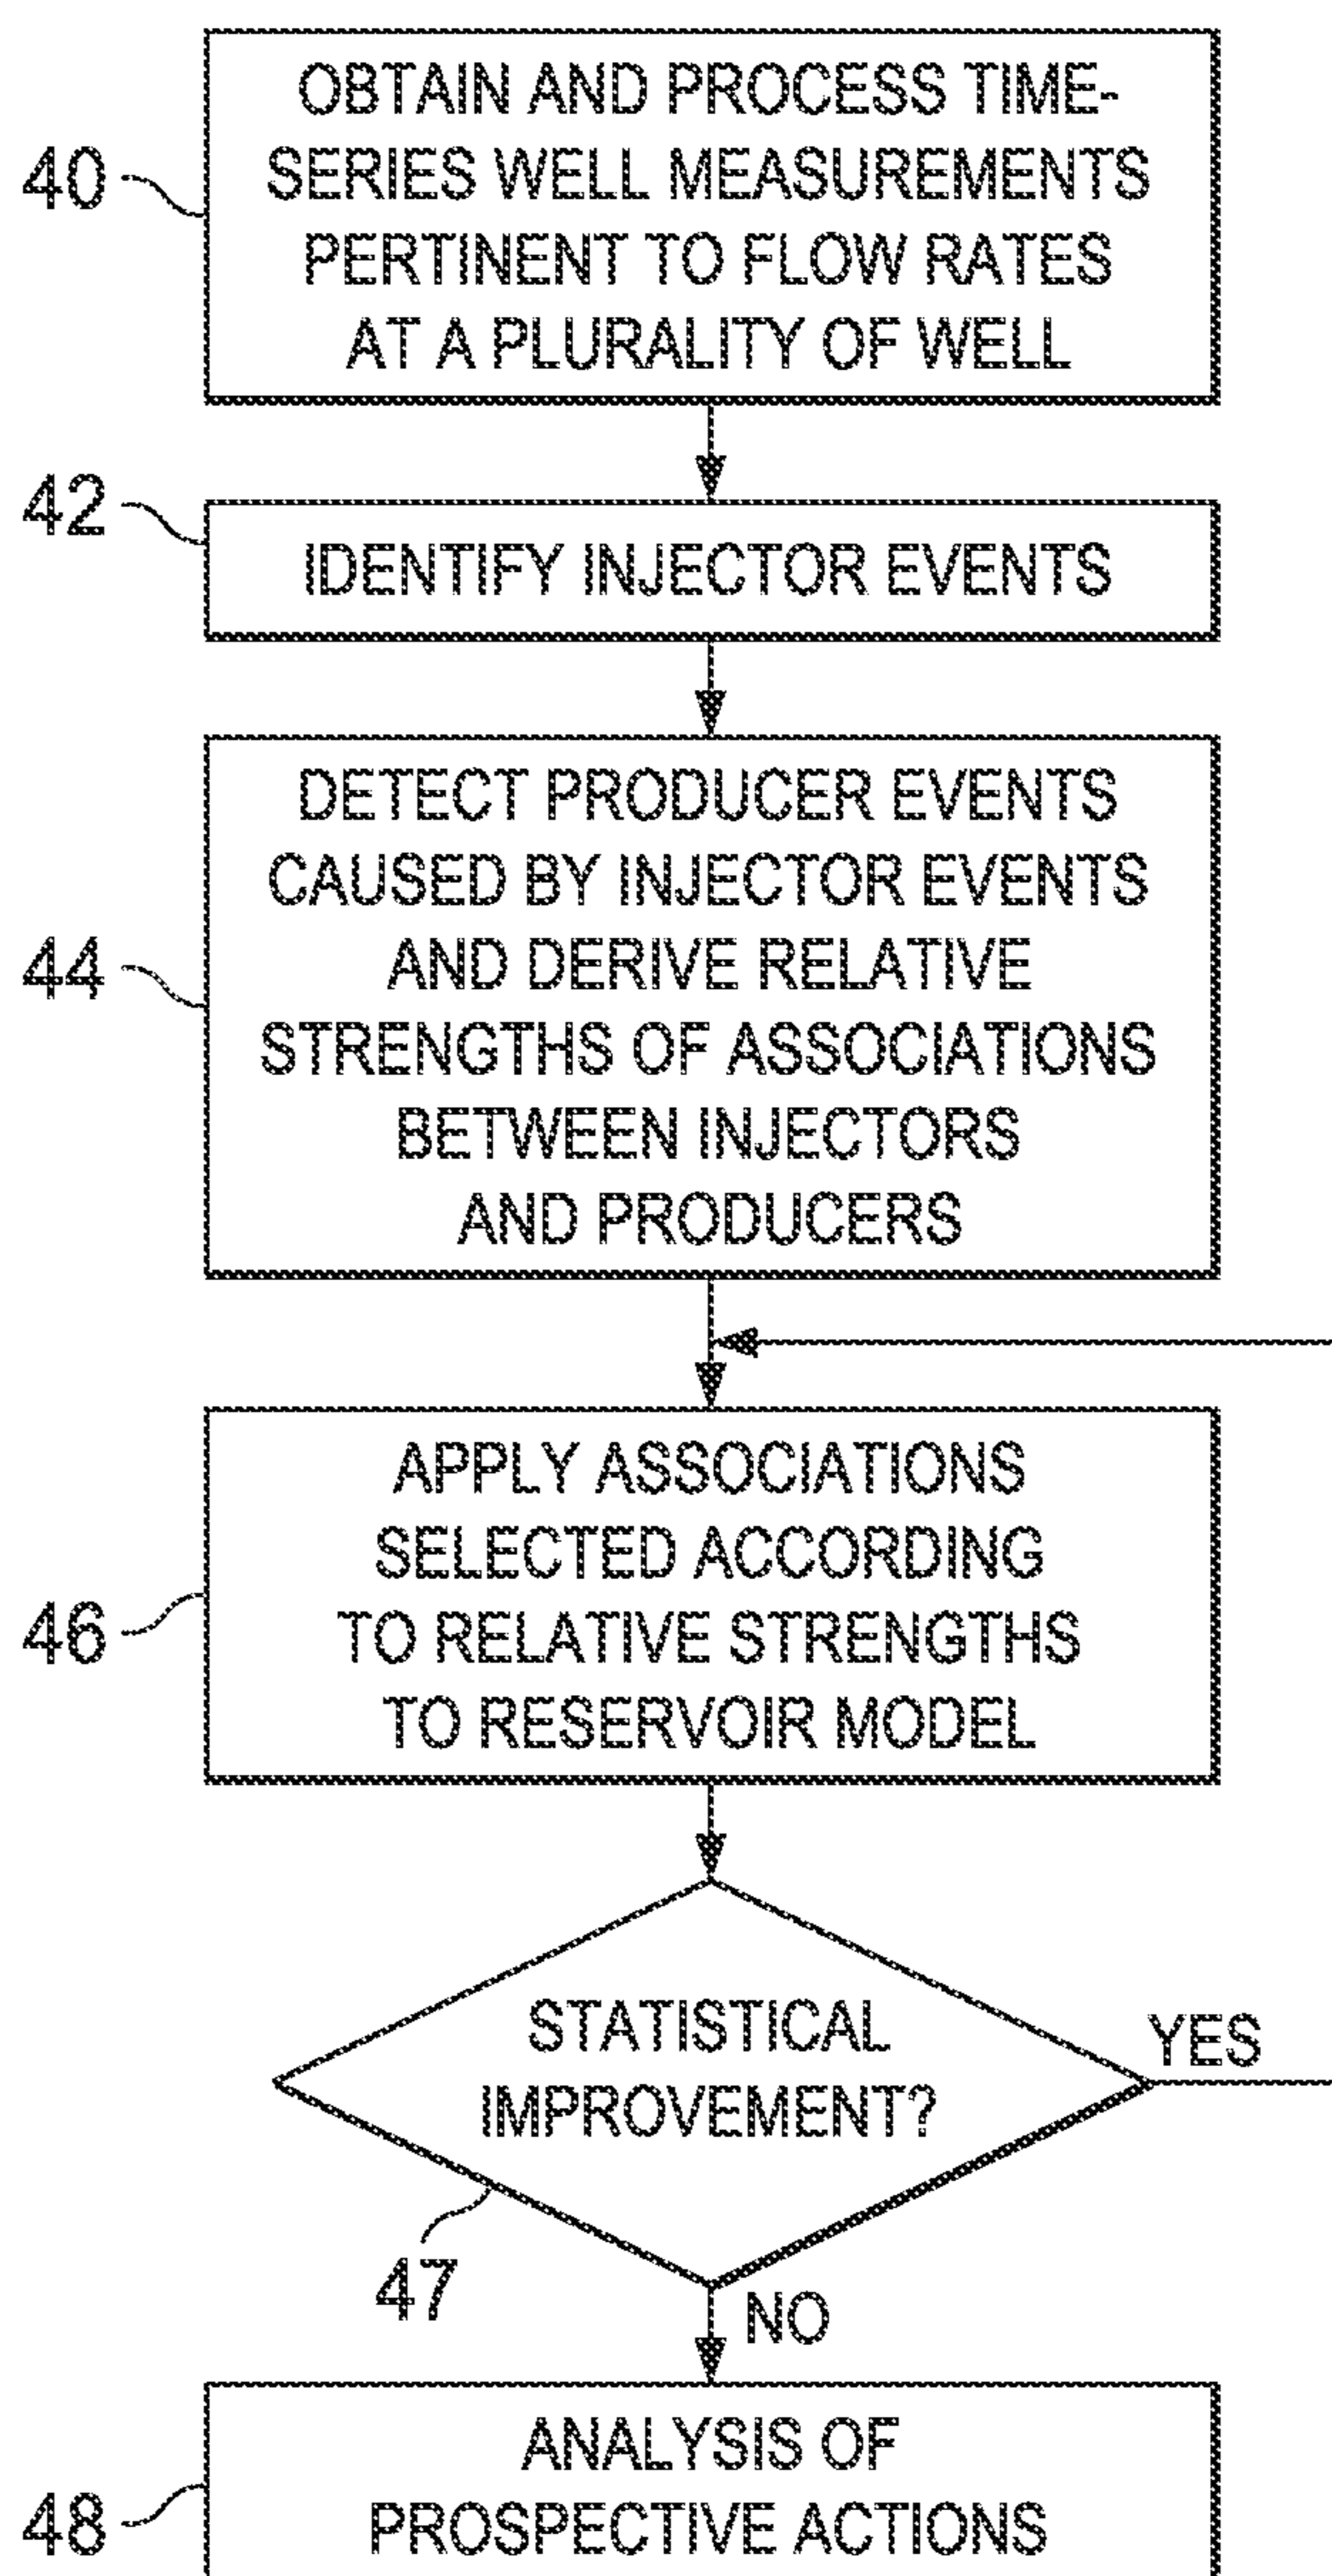 40
OBTAIN AND PROCESS TIME-
SERIES WELL MEASUREMENTS
PERTINENT TO FLOW RATES
AT A PLURALITY OF WELL
42
IDENTIFY INJECTOR EVENTS
44
DETECT PRODUCER EVENTS
CAUSED BY INJECTOR EVENTS
AND DERIVE RELATIVE
STRENGTHS OF ASSOCIATIONS
BETWEEN INJECTORS
AND PRODUCERS
46
APPLY ASSOCIATIONS
SELECTED ACCORDING
TO RELATIVE STRENGTHS
TO RESERVOIR MODEL
STATISTICAL
IMPROVEMENT?
YES
47
NO
48
ANALYSIS OF
PROSPECTIVE ACTIONS